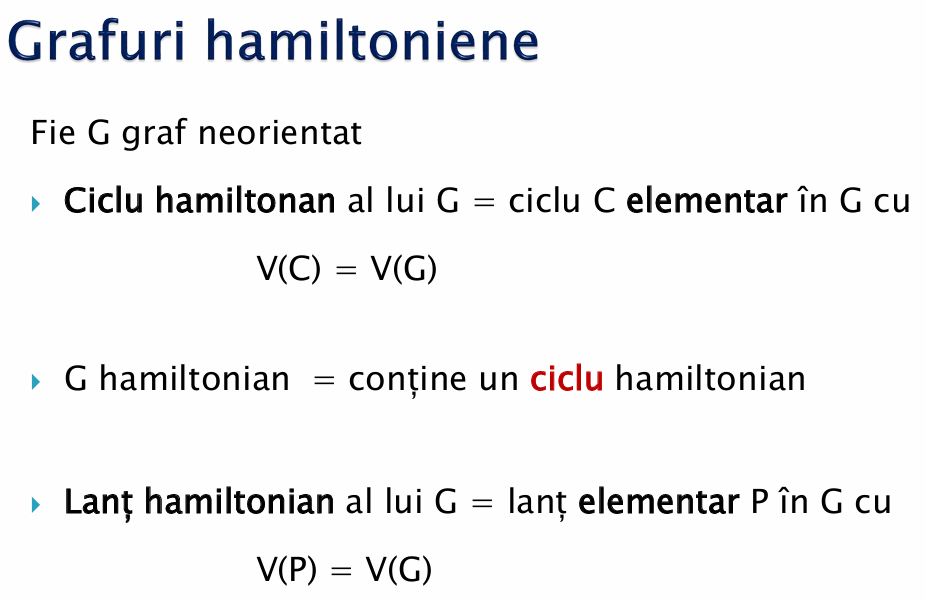 Grafuri hamiltoniene
Fie G graf neorientat
Ciclu hamiltonan al lui G = ciclu C elementar în G cu
V(C) = V(G)
G hamiltonian = conține un ciclu hamiltonian
Lanț hamiltonian al lui G = lanț elementar P în G cu
V(P) = V(G)